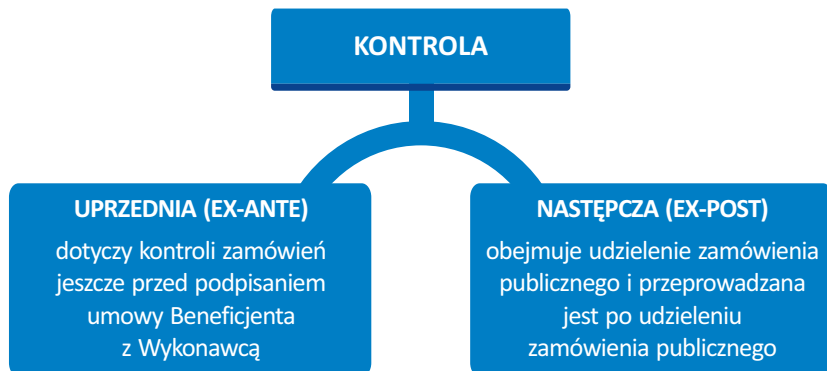 KONTROLA
UPRZEDNIA (EX-ANTE)
dotyczy kontroli zamówień
jeszcze przed podpisaniem
umowy Beneficjenta
z Wykonawcą
NASTĘPCZA (EX-POST)
obejmuje udzielenie zamówienia
publicznego i przeprowadzana
jest po udzieleniu
zamówienia publicznego